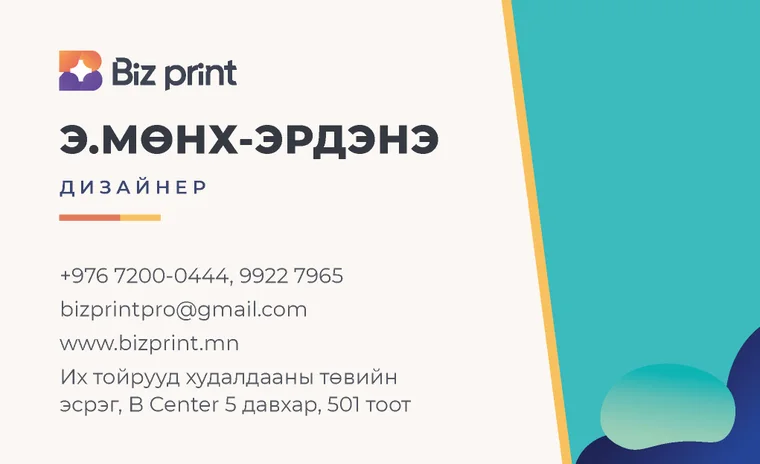 Biz print
Э.МӨНХ-ЭРДЭНЭ
ДИЗАЙНЕР
+976 7200-0444, 9922 7965
bizprintpro@gmail.com
www.bizprint.mn
Их тойрууд худалдааны төвийн
эсрэг, B Center 5 давхар, 501 тоот